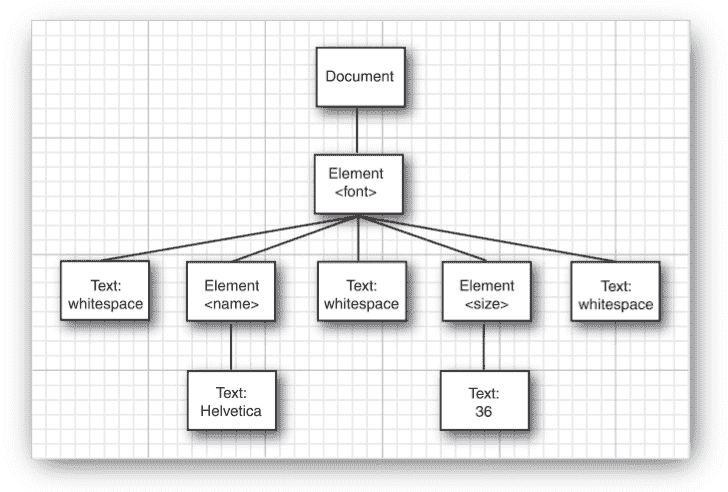 Document
Element
<font>
Text:
whitespace
Element
<name>
Text:
whitespace
Element
<size>
Text:
whitespace
Text:
Helvetica
Text:
36